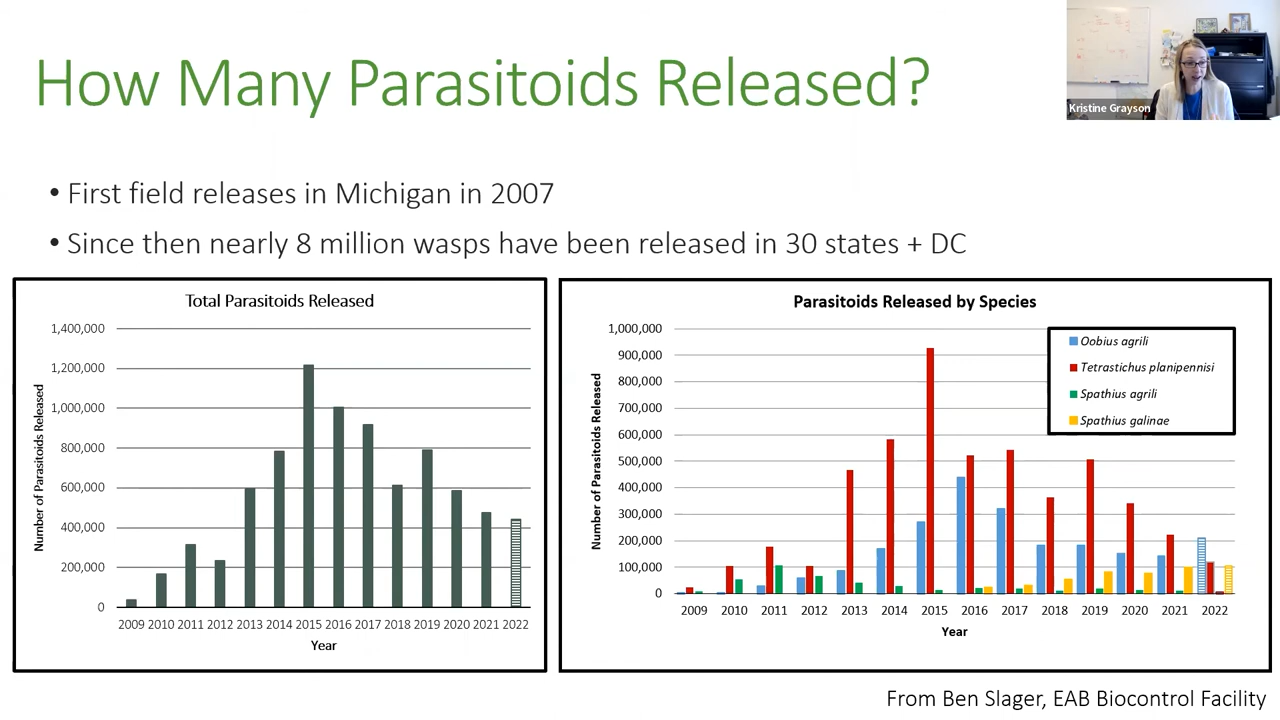 How Many Parasitoids Released?
Kristine Grayson
• First field releases in Michigan in 2007
• Since then nearly 8 million wasps have been released in 30 states + DC
Total Parasitoids Released
1,400,000
1,200,000
1,000,000
800,000
600,000
400,000
200,000
0
Number of Parasitoids Released
2009 2010 2011 2012 2013 2014 2015 2016 2017 2018 2019 2020 2021 2022
Year
Parasitoids Released by Species
1,000,000
900,000
800,000
700,000
600,000
500,000
400,000
300,000
200,000
100,000
0
Number of Parasitoids Released
Oobius agrili
Tetrastichus planipennisi
Spathius agrili
Spathius galinae
2009 2010 2011 2012 2013 2014 2015 2016 2017 2018 2019 2020 2021 2022
Year
From Ben Slager, EAB Biocontrol Facility